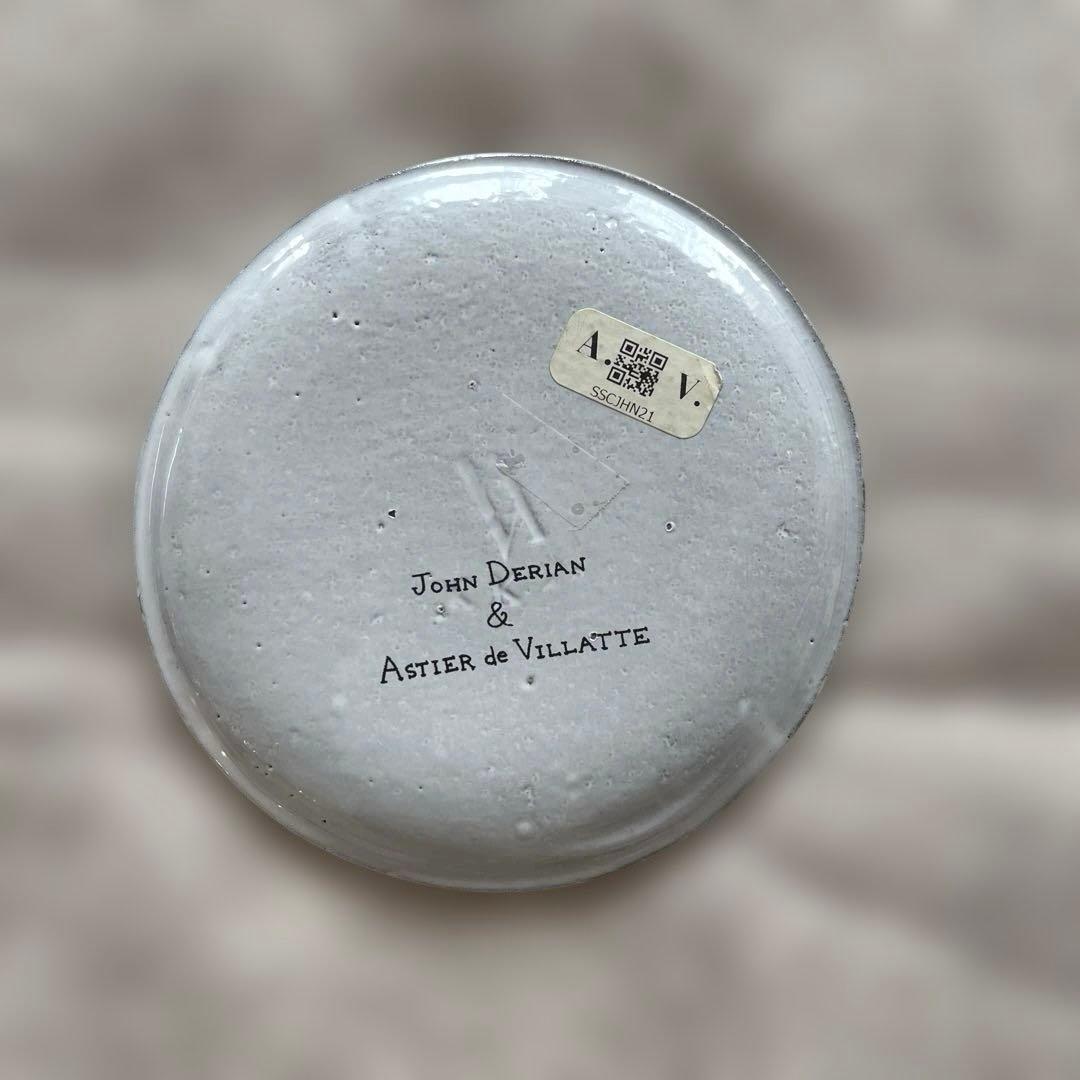 A. V.
SSCJHN21
JOHN DERIAN
&
ASTIER de VILLATTE